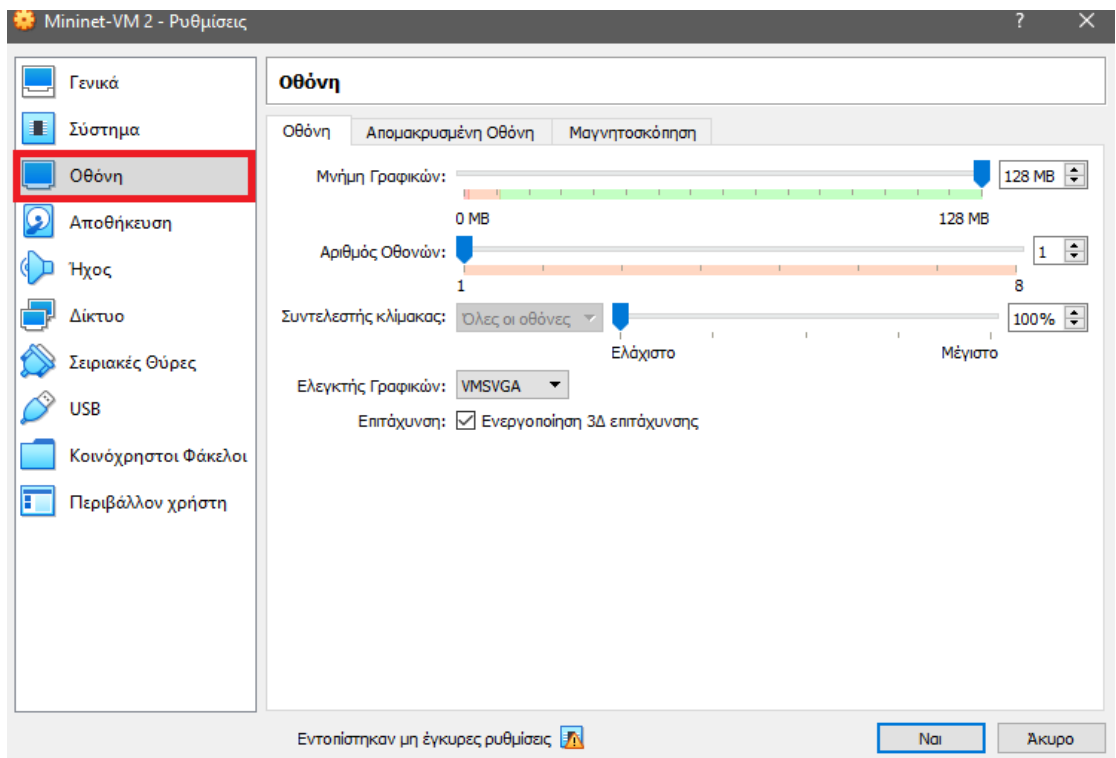 Mininet-VM 2 - Ρυθμίσεις ? ×
Γενικά
Σύστημα
Οθόνη
Αποθήκευση
Ήχος
Δίκτυο
Σειριακές Θύρες
USB
Κοινόχρηστοι Φάκελοι
Περιβάλλον χρήστη
Οθόνη
Οθόνη Απομακρυσμένη Οθόνη Μαγνητοσκόπηση
Μνήμη Γραφικών: 128 MB
0 MB 128 MB
Αριθμός Οθονών: 1
1 8
Συντελεστής κλίμακας: Όλες οι οθόνες 100%
Ελάχιστο Μέγιστο
Ελεγκτής Γραφικών: VMSVGA
Επιτάχυνση: Ενεργοποίηση 3Δ επιτάχυνσης
Εντοπίστηκαν μη έγκυρες ρυθμίσεις Ναι Άκυρο